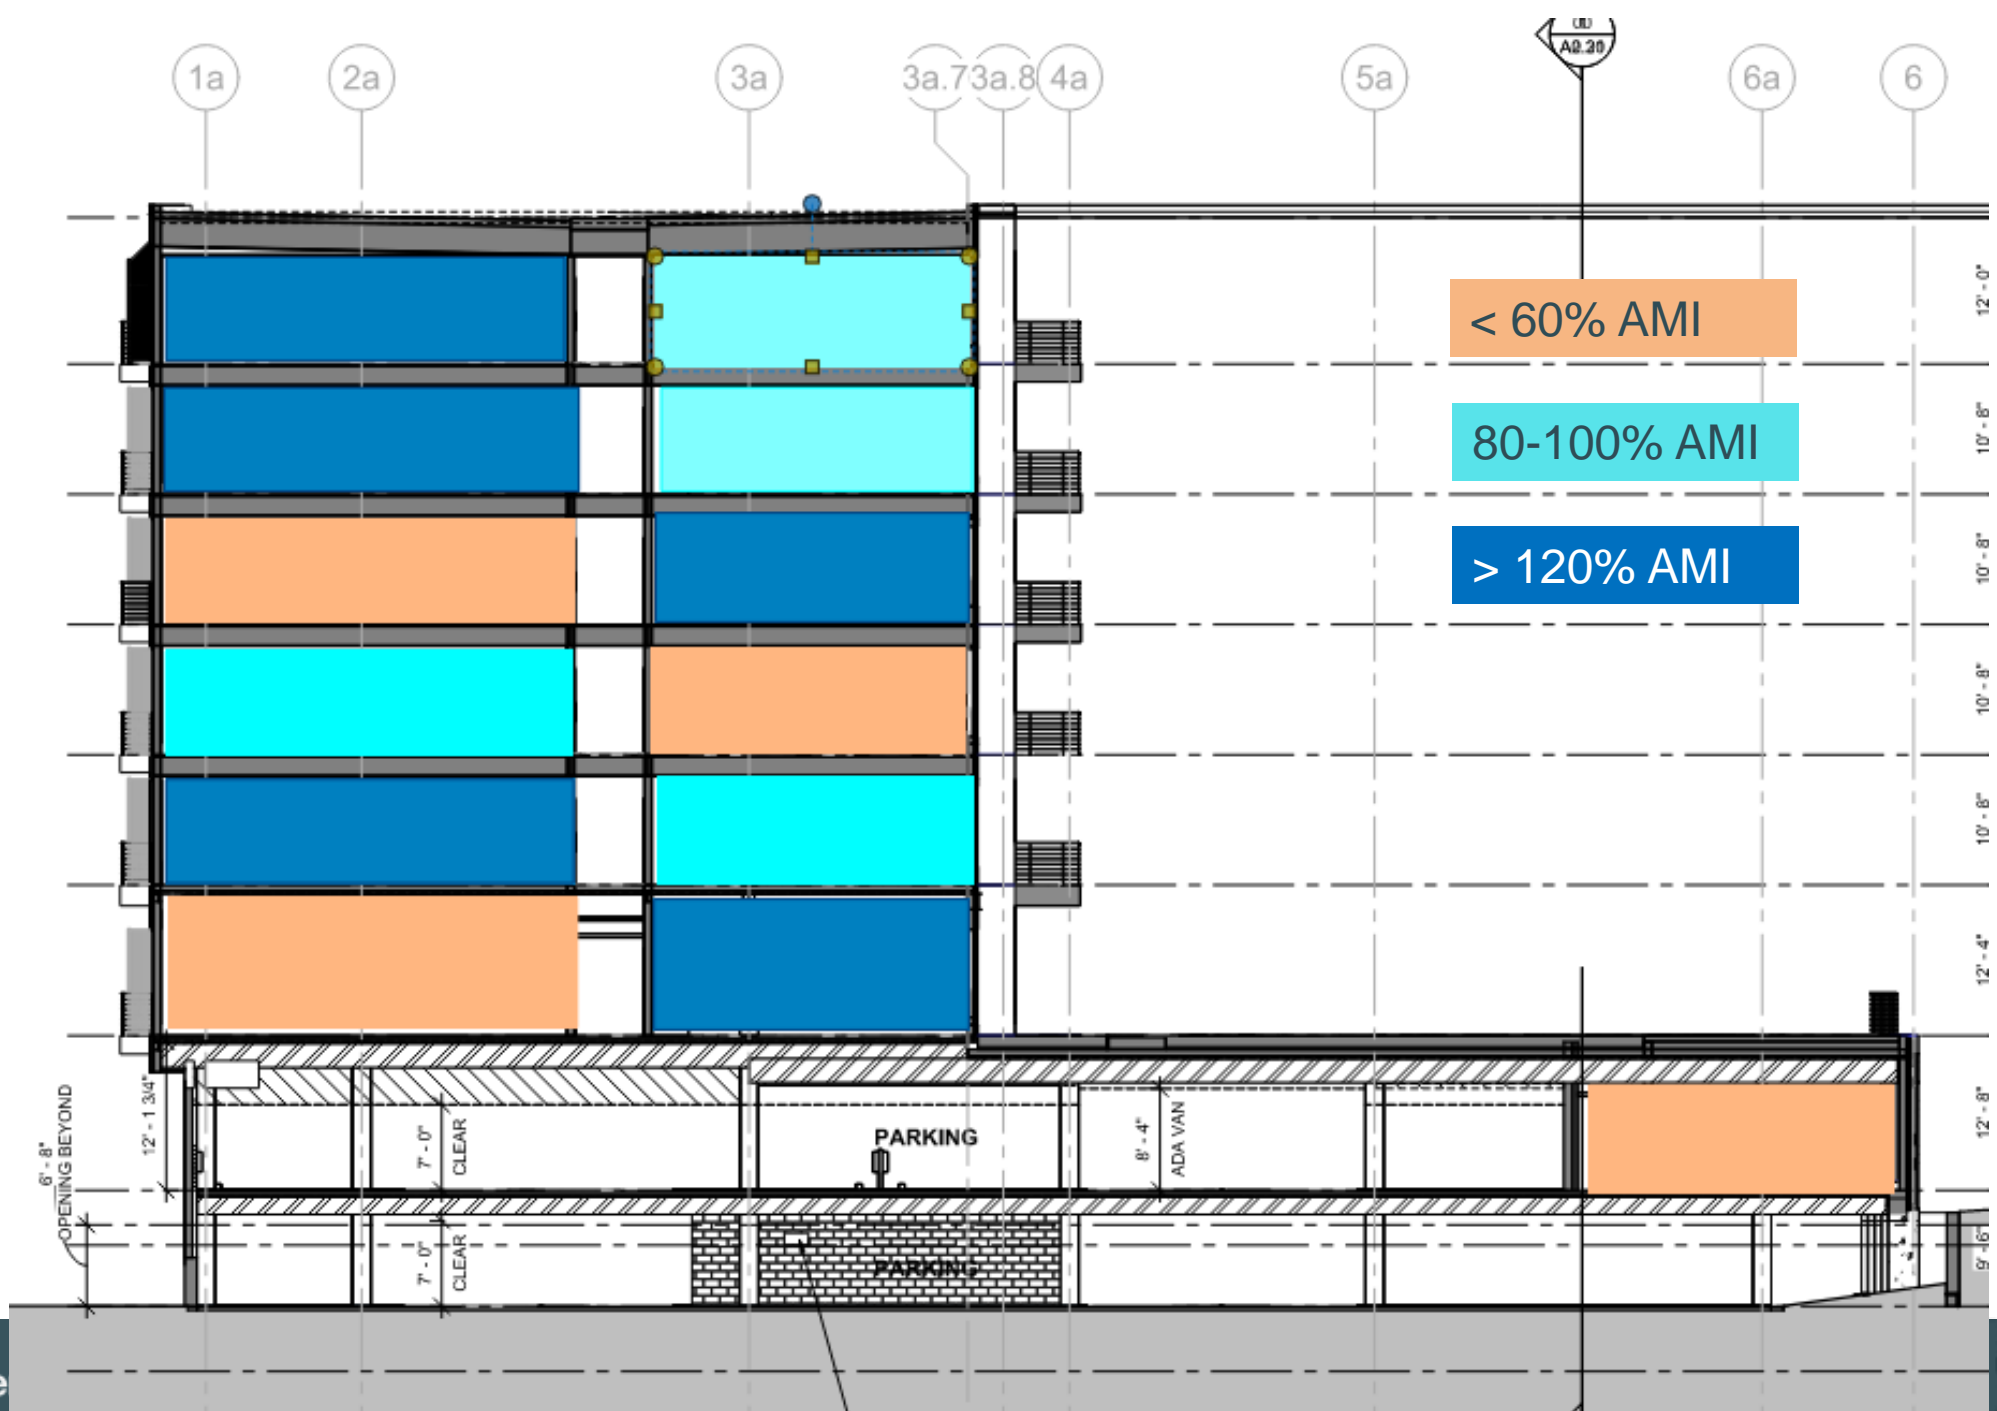 1a 2a 3a 3a.7 3a.8 4a 5a 6a 6
A0.20
12' - 0"
< 60% AMI
10' - 8"
80-100% AMI
10' - 8"
> 120% AMI
10' - 8"
10' - 8"
12' - 4"
12' - 8"
9' - 6"
6' - 8"
OPENING BEYOND
12' - 1 3/4"
7' - 0"
CLEAR
PARKING
8' - 4"
ADA VAN
7' - 0"
CLEAR
PARKING